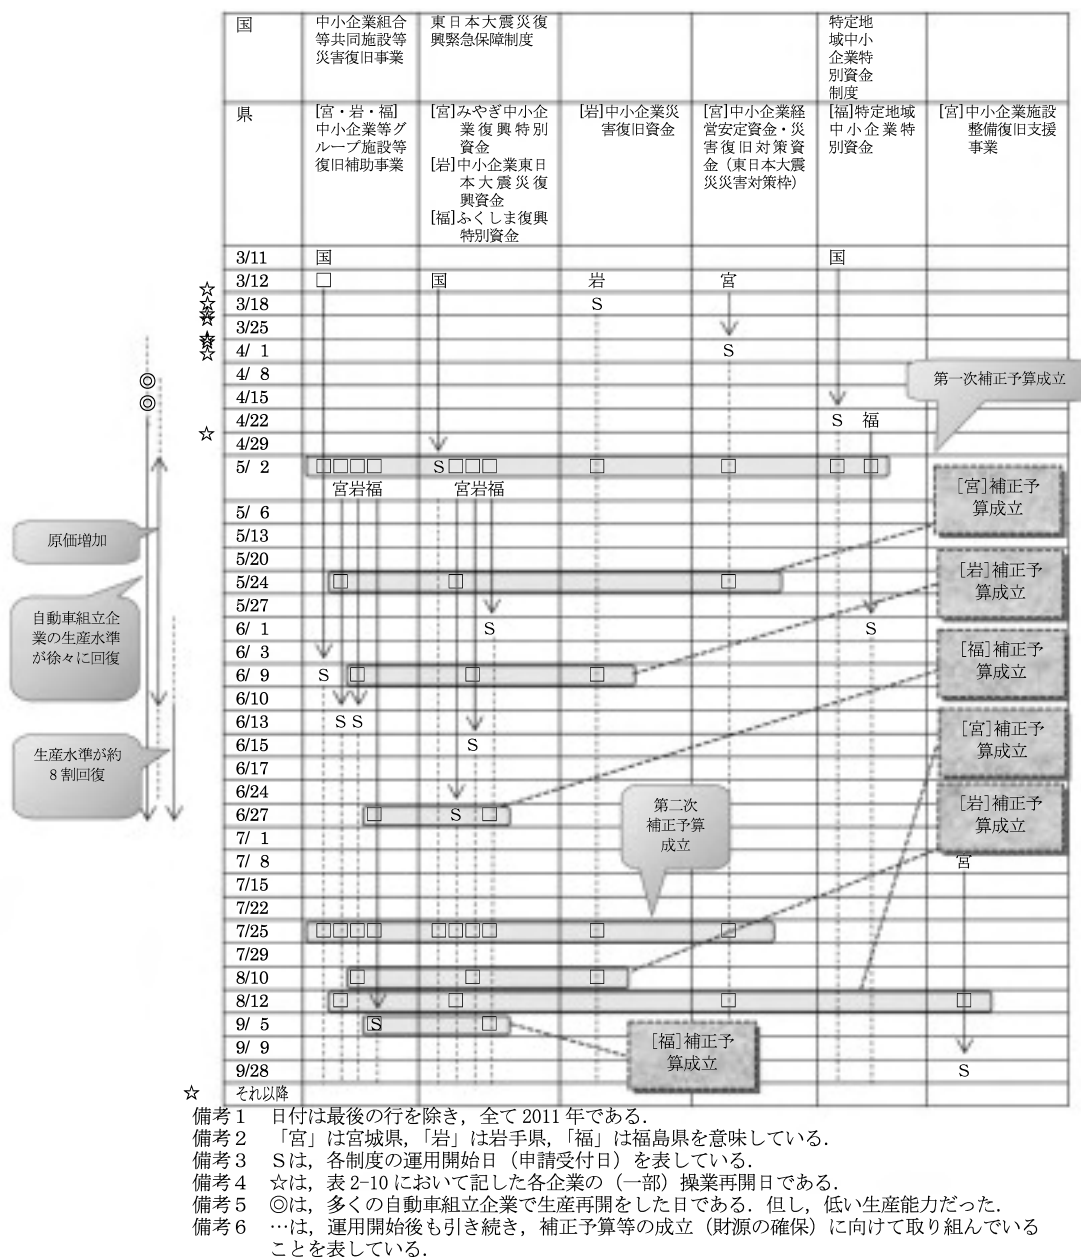 国
中小企業組合
等共同施設等
災害復旧事業
東日本大震災復
興緊急保障制度
特定地
域中小
企業特
別資金
制度
県
[宮・岩・福]
中小企業等グ
ループ施設等
復旧補助事業
[宮]みやぎ中小企
業復興特別
資金
[岩]中小企業東日
本大震災復
興資金
[福]ふくしま復興
特別資金
[岩]中小企業災
害復旧資金
[宮]中小企業経
営安定資金・災
害復旧対策資
金（東日本大震
災災害対策枠）
[福]特定地域
中小企業特
別資金
[宮]中小企業施設
整備復旧支援
事業
3/11 国 国
☆ 3/12 □ 国 岩 宮
☆ 3/18 S
☆ 3/25
☆ 4/ 1 S
◎ 4/ 8
第一次補正予算成立
◎ 4/15
4/22 S 福
☆ 4/29
5/ 2 □□□□ S□□□ □ □ □ □
宮岩福 宮岩福
[宮]補正予
算成立
5/ 6
5/13
原価増加
5/20
5/24 □ □ □
[岩]補正予
算成立
5/27
6/ 1 S S
自動車組立企
業の生産水準
が徐々に回復
6/ 3
[福]補正予
算成立
6/ 9 S □ □ □
6/10
6/13 S S
[宮]補正予
算成立
6/15 S
生産水準が約
8割回復
6/17
6/24
6/27 □ S □
第二次
補正予算
成立
[岩]補正予
算成立
7/ 1
7/ 8 宮
7/15
7/22
7/25 □□□□ □□□□ □ □
7/29
8/10 □ □ □
8/12 □ □ □ □
9/ 5 S □
[福]補正予
算成立
9/ 9
9/28 S
☆ それ以降
備考1 日付は最後の行を除き，全て2011年である．
備考2 「宮」は宮城県，「岩」は岩手県，「福」は福島県を意味している．
備考3 Sは，各制度の運用開始日（申請受付日）を表している．
備考4 ☆は，表2-10において記した各企業の（一部）操業再開日である．
備考5 ◎は，多くの自動車組立企業で生産再開をした日である．但し，低い生産能力だった．
備考6 …は，運用開始後も引き続き，補正予算等の成立（財源の確保）に向けて取り組んでいる
ことを表している．